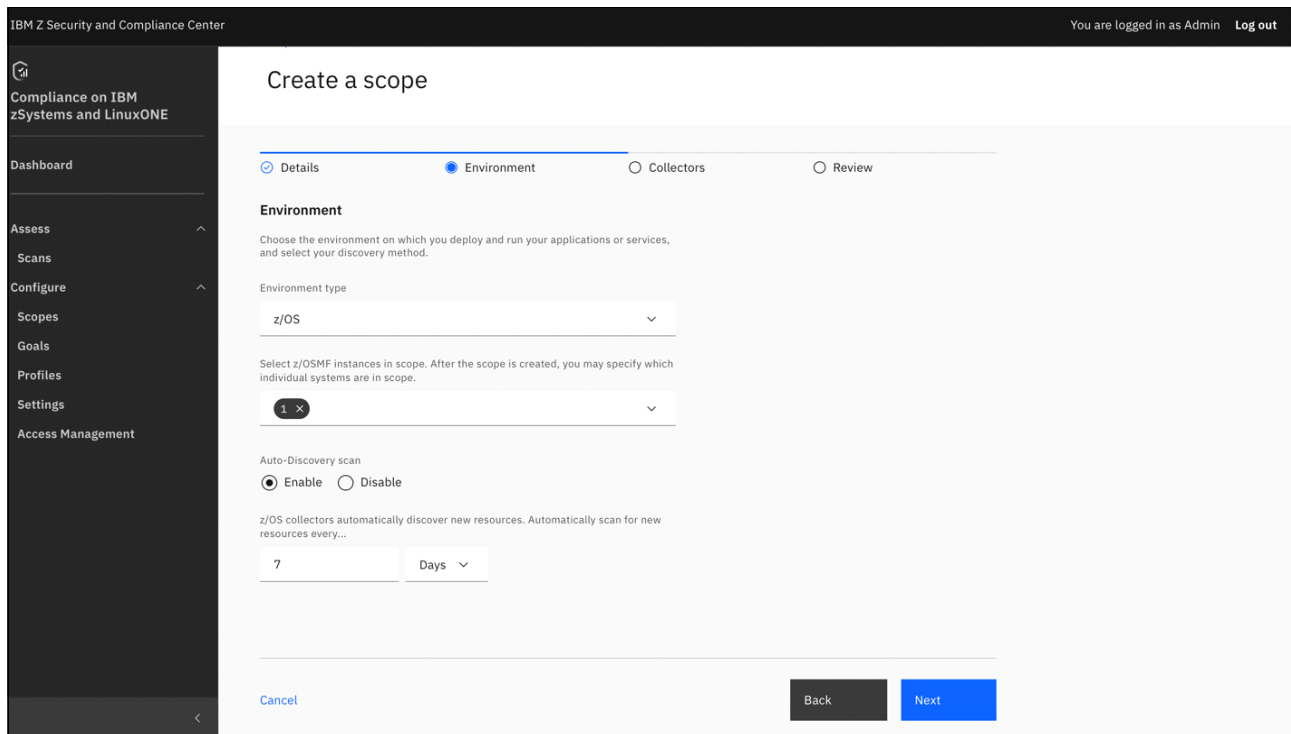 IBM Z Security and Compliance Center
You are logged in as Admin Log out
Compliance on IBM
zSystems and LinuxONE
Dashboard
Assess
Scans
Configure
Scopes
Goals
Profiles
Settings
Access Management
Create a scope
Details Environment Collectors Review
Environment
Choose the environment on which you deploy and run your applications or services,
and select your discovery method.
Environment type
z/OS
Select z/OSMF instances in scope. After the scope is created, you may specify which
individual systems are in scope.
1
Auto-Discovery scan
Enable Disable
z/OS collectors automatically discover new resources. Automatically scan for new
resources every...
7 Days
Cancel Back Next